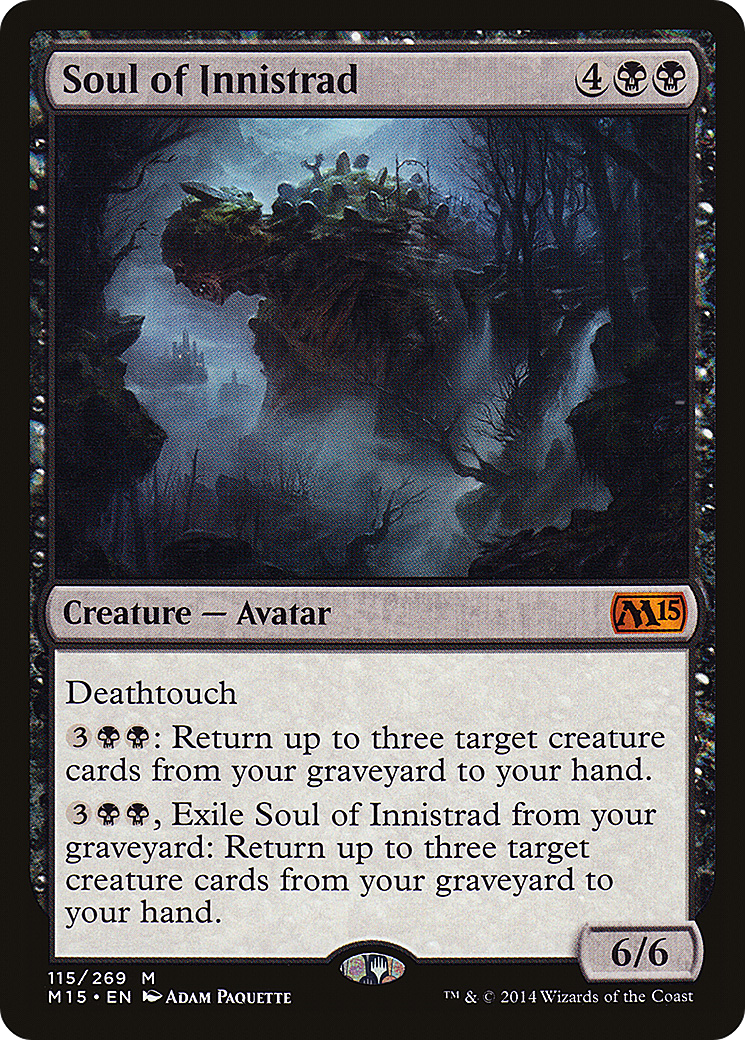 Soul of Innistrad 4
Creature — Avatar M15
Deathtouch
3: Return up to three target creature
cards from your graveyard to your hand.
3, Exile Soul of Innistrad from your
graveyard: Return up to three target
creature cards from your graveyard to
your hand.
6/6
115/269 M
M15 • EN Adam Paquette ™ & © 2014 Wizards of the Coast